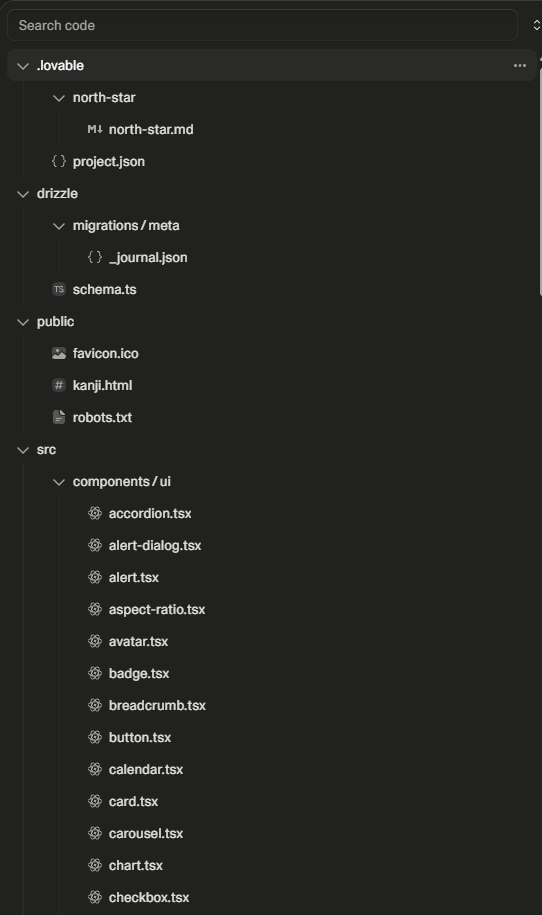 Search code
.lovable
north-star
north-star.md
project.json
drizzle
migrations / meta
_journal.json
schema.ts
public
favicon.ico
kanji.html
robots.txt
src
components / ui
accordion.tsx
alert-dialog.tsx
alert.tsx
aspect-ratio.tsx
avatar.tsx
badge.tsx
breadcrumb.tsx
button.tsx
calendar.tsx
card.tsx
carousel.tsx
chart.tsx
checkbox.tsx